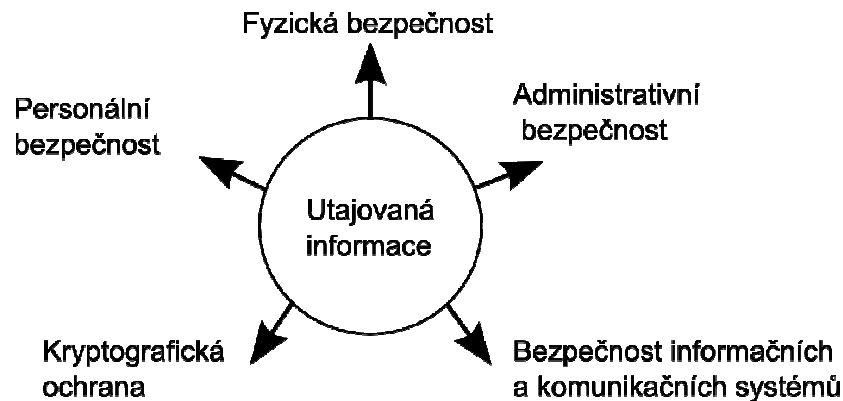 Fyzická bezpečnost
Personální
bezpečnost
Administrativní
bezpečnost
Utajovaná
informace
Kryptografická
ochrana
Bezpečnost informačních
a komunikačních systémů